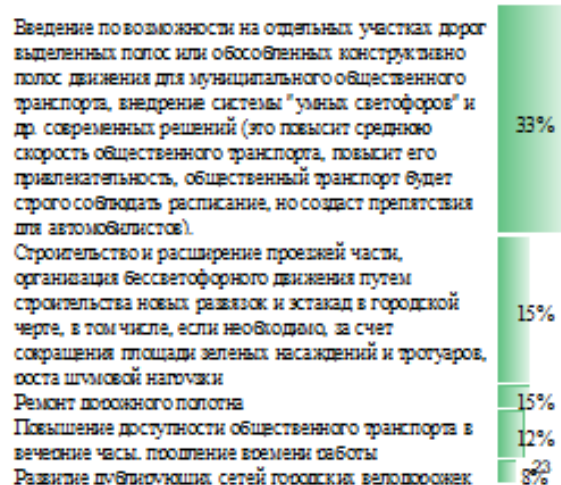 Введение по возможности на отдельных участках дорог
выделенных полос или обособленных конструктивно
полос движения для муниципального общественного
транспорта, внедрение системы "умных светофоров" и
др. современных решений (это повысит среднюю
33%
скорость общественного транспорта, повысит его
привлекательность, общественный транспорт будет
строго соблюдать расписание, но создаст препятствия
для автомобилистов).
Строительство и расширение проезжей части,
организация бессветофорного движения путем
строительства новых развязок и эстакад в городской
15%
черте, в том числе, если необходимо, за счет
сокращения площади зеленых насаждений и тротуаров,
роста шумовой нагрузки
Ремонт дорожного полотна
15%
Повышение доступности общественного транспорта в
12%
вечерние часы, продление времени работы
Развитие дублирующих сетей городских велодорожек
23
8%